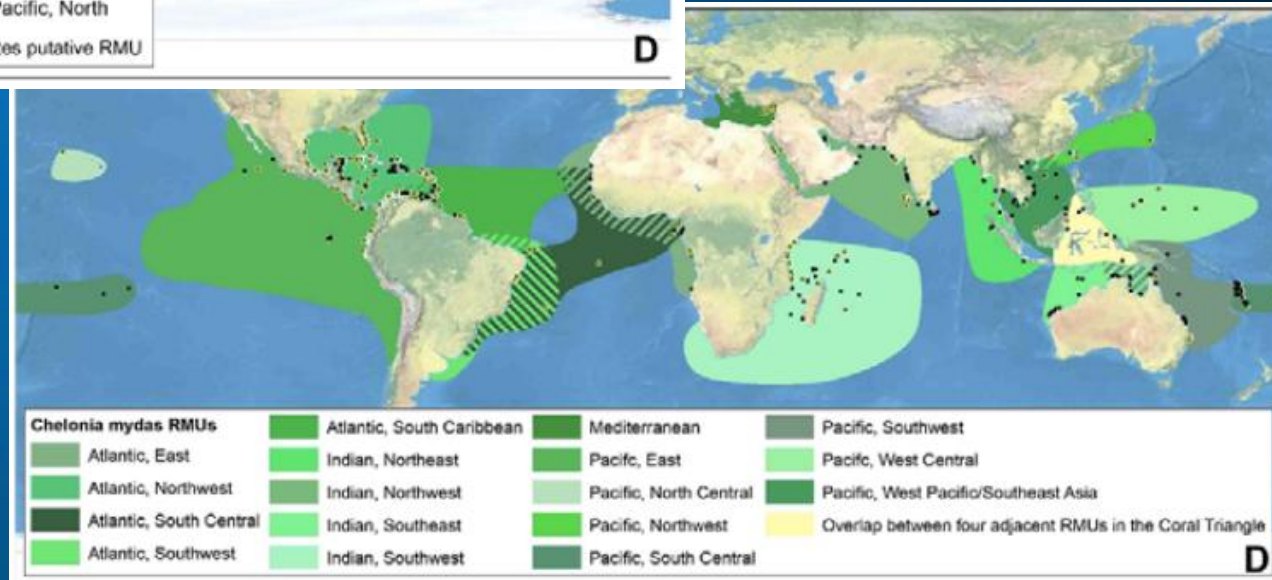 Pacific, North
es putative RMU
D
Chelonia mydas RMUs
Atlantic, East
Atlantic, Northwest
Atlantic, South Central
Atlantic, Southwest
Atlantic, South Caribbean
Indian, Northeast
Indian, Northwest
Indian, Southeast
Indian, Southwest
Mediterranean
Pacifc, East
Pacific, North Central
Pacific, Northwest
Pacific, South Central
Pacific, Southwest
Pacifc, West Central
Pacific, West Pacific/Southeast Asia
Overlap between four adjacent RMUs in the Coral Triangle
D